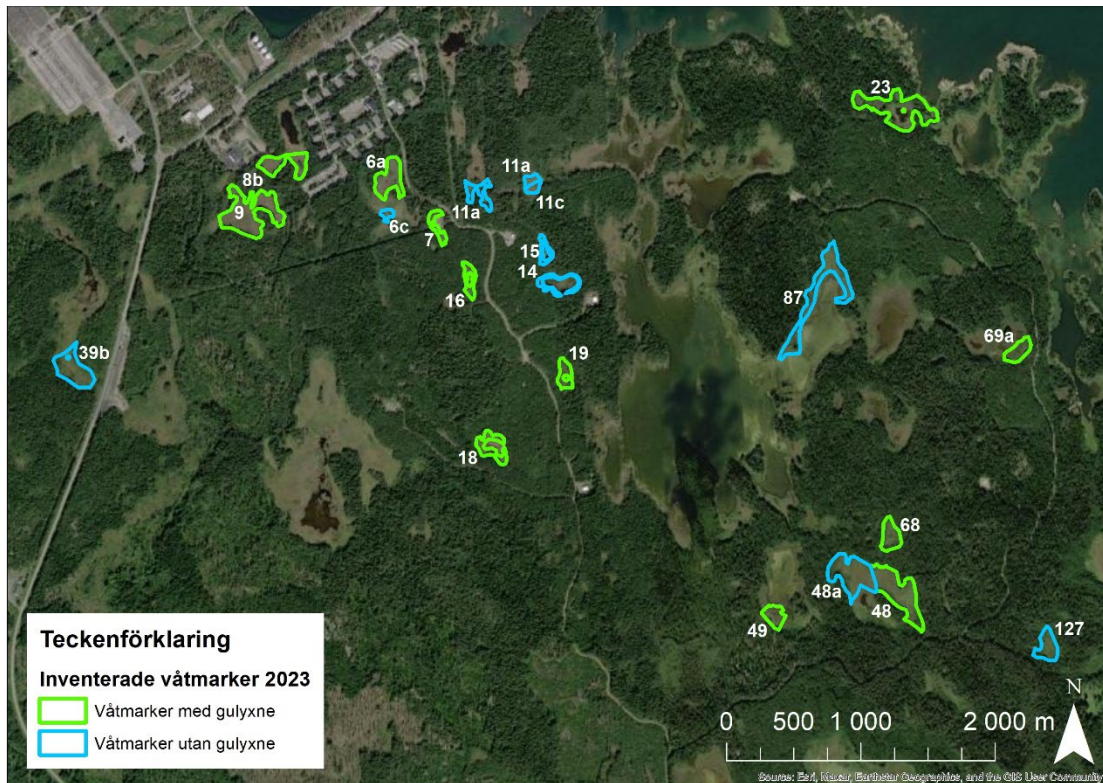 23
6a
11a
8b
11c
9
11a
6c
7
15
14
16
87
39b
69a
19
18
68
48a
48
49
127
Teckenförklaring
Inventerade våtmarker 2023
Våtmarker med gulyxne
Våtmarker utan gulyxne
N
0 500 1 000 2 000 m
Source: Esri, Maxar, Earthstar Geographics, and the GIS User Community